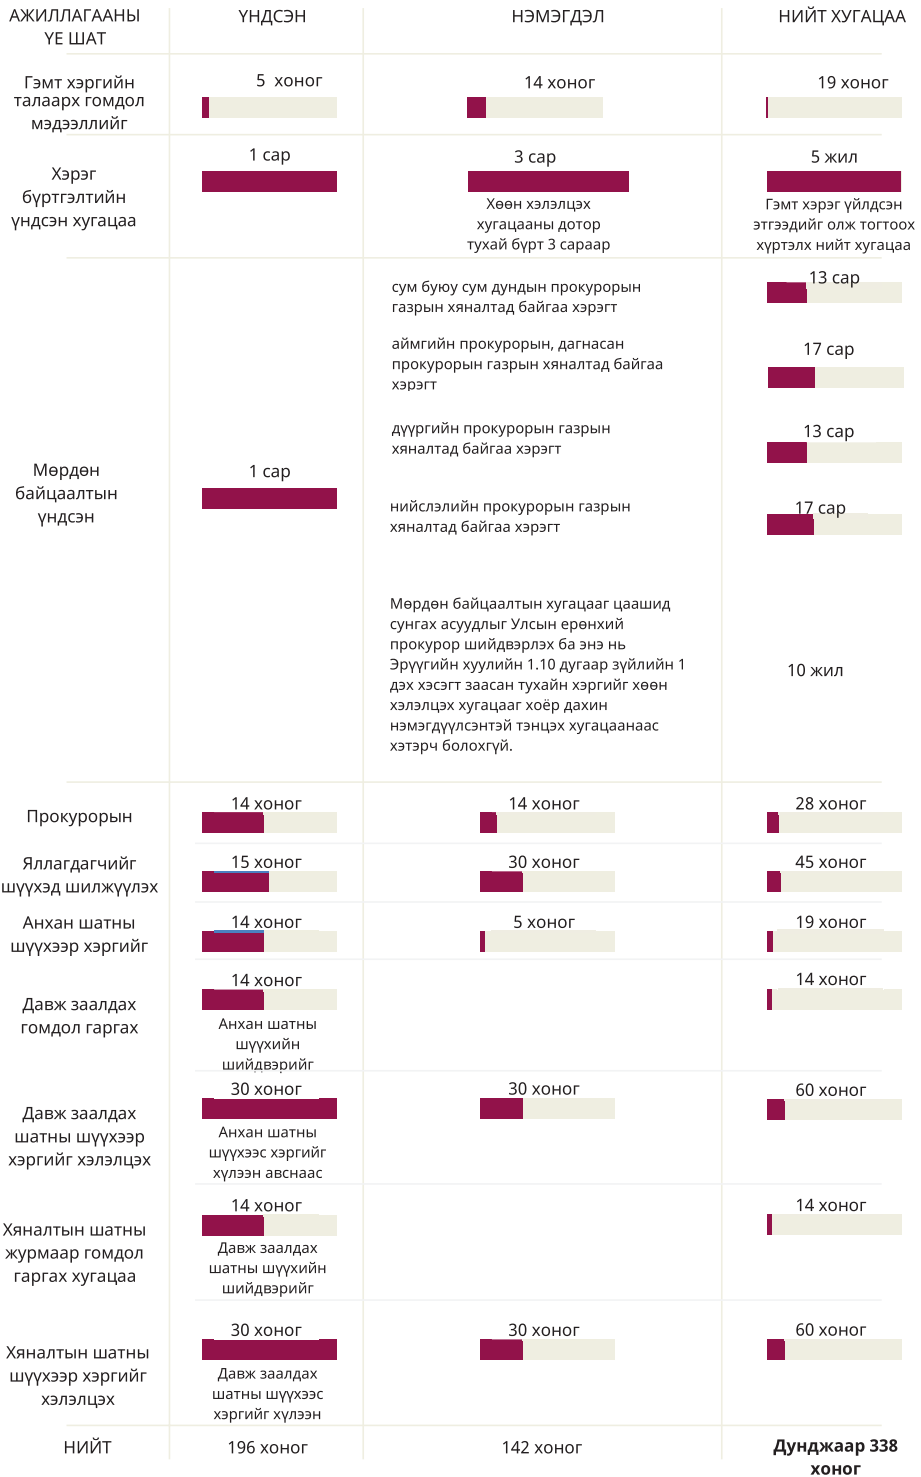 АЖИЛЛАГААНЫ
ҮЕ ШАТ
ҮНДСЭН
НЭМЭГДЭЛ
НИЙТ ХУГАЦАА
Гэмт хэргийн
талаарх гомдол
мэдээллийг
5 хоног
14 хоног
19 хоног
Хэрэг
бүртгэлтийн
үндсэн хугацаа
1 сар
3 сар
Хөөн хэлэлцэх
хугацааны дотор
тухай бүрт 3 сараар
5 жил
Гэмт хэрэг үйлдсэн
этгээдийг олж тогтоох
хүртэлх нийт хугацаа
Мөрдөн
байцаалтын
үндсэн
1 сар
сум буюу сум дундын прокурорын
газрын хяналтад байгаа хэрэгт
13 сар
аймгийн прокурорын, дагнасан
прокурорын газрын хяналтад байгаа
хэрэгт
17 сар
дүүргийн прокурорын газрын
хяналтад байгаа хэрэгт
13 сар
нийслэлийн прокурорын газрын
хяналтад байгаа хэрэгт
17 сар
Мөрдөн байцаалтын хугацааг цаашид
сунгах асуудлыг Улсын ерөнхий
прокурор шийдвэрлэх ба энэ нь
Эрүүгийн хуулийн 1.10 дугаар зүйлийн 1
дэх хэсэгт заасан тухайн хэргийг хөөн
хэлэлцэх хугацааг хоёр дахин
нэмэгдүүлсэнтэй тэнцэх хугацаанаас
хэтэрч болохгүй.
10 жил
Прокурорын
14 хоног
14 хоног
28 хоног
Яллагдагчийг
шүүхэд шилжүүлэх
15 хоног
30 хоног
45 хоног
Анхан шатны
шүүхээр хэргийг
14 хоног
5 хоног
19 хоног
Давж заалдах
гомдол гаргах
14 хоног
Анхан шатны
шүүхийн
шийдвэрийг
14 хоног
Давж заалдах
шатны шүүхээр
хэргийг хэлэлцэх
30 хоног
Анхан шатны
шүүхээс хэргийг
хүлээн авснаас
30 хоног
60 хоног
Хяналтын шатны
журмаар гомдол
гаргах хугацаа
14 хоног
Давж заалдах
шатны шүүхийн
шийдвэрийг
14 хоног
Хяналтын шатны
шүүхээр хэргийг
хэлэлцэх
30 хоног
Давж заалдах
шатны шүүхээс
хэргийг хүлээн
30 хоног
60 хоног
НИЙТ
196 хоног
142 хоног
Дунджаар 338
хоног